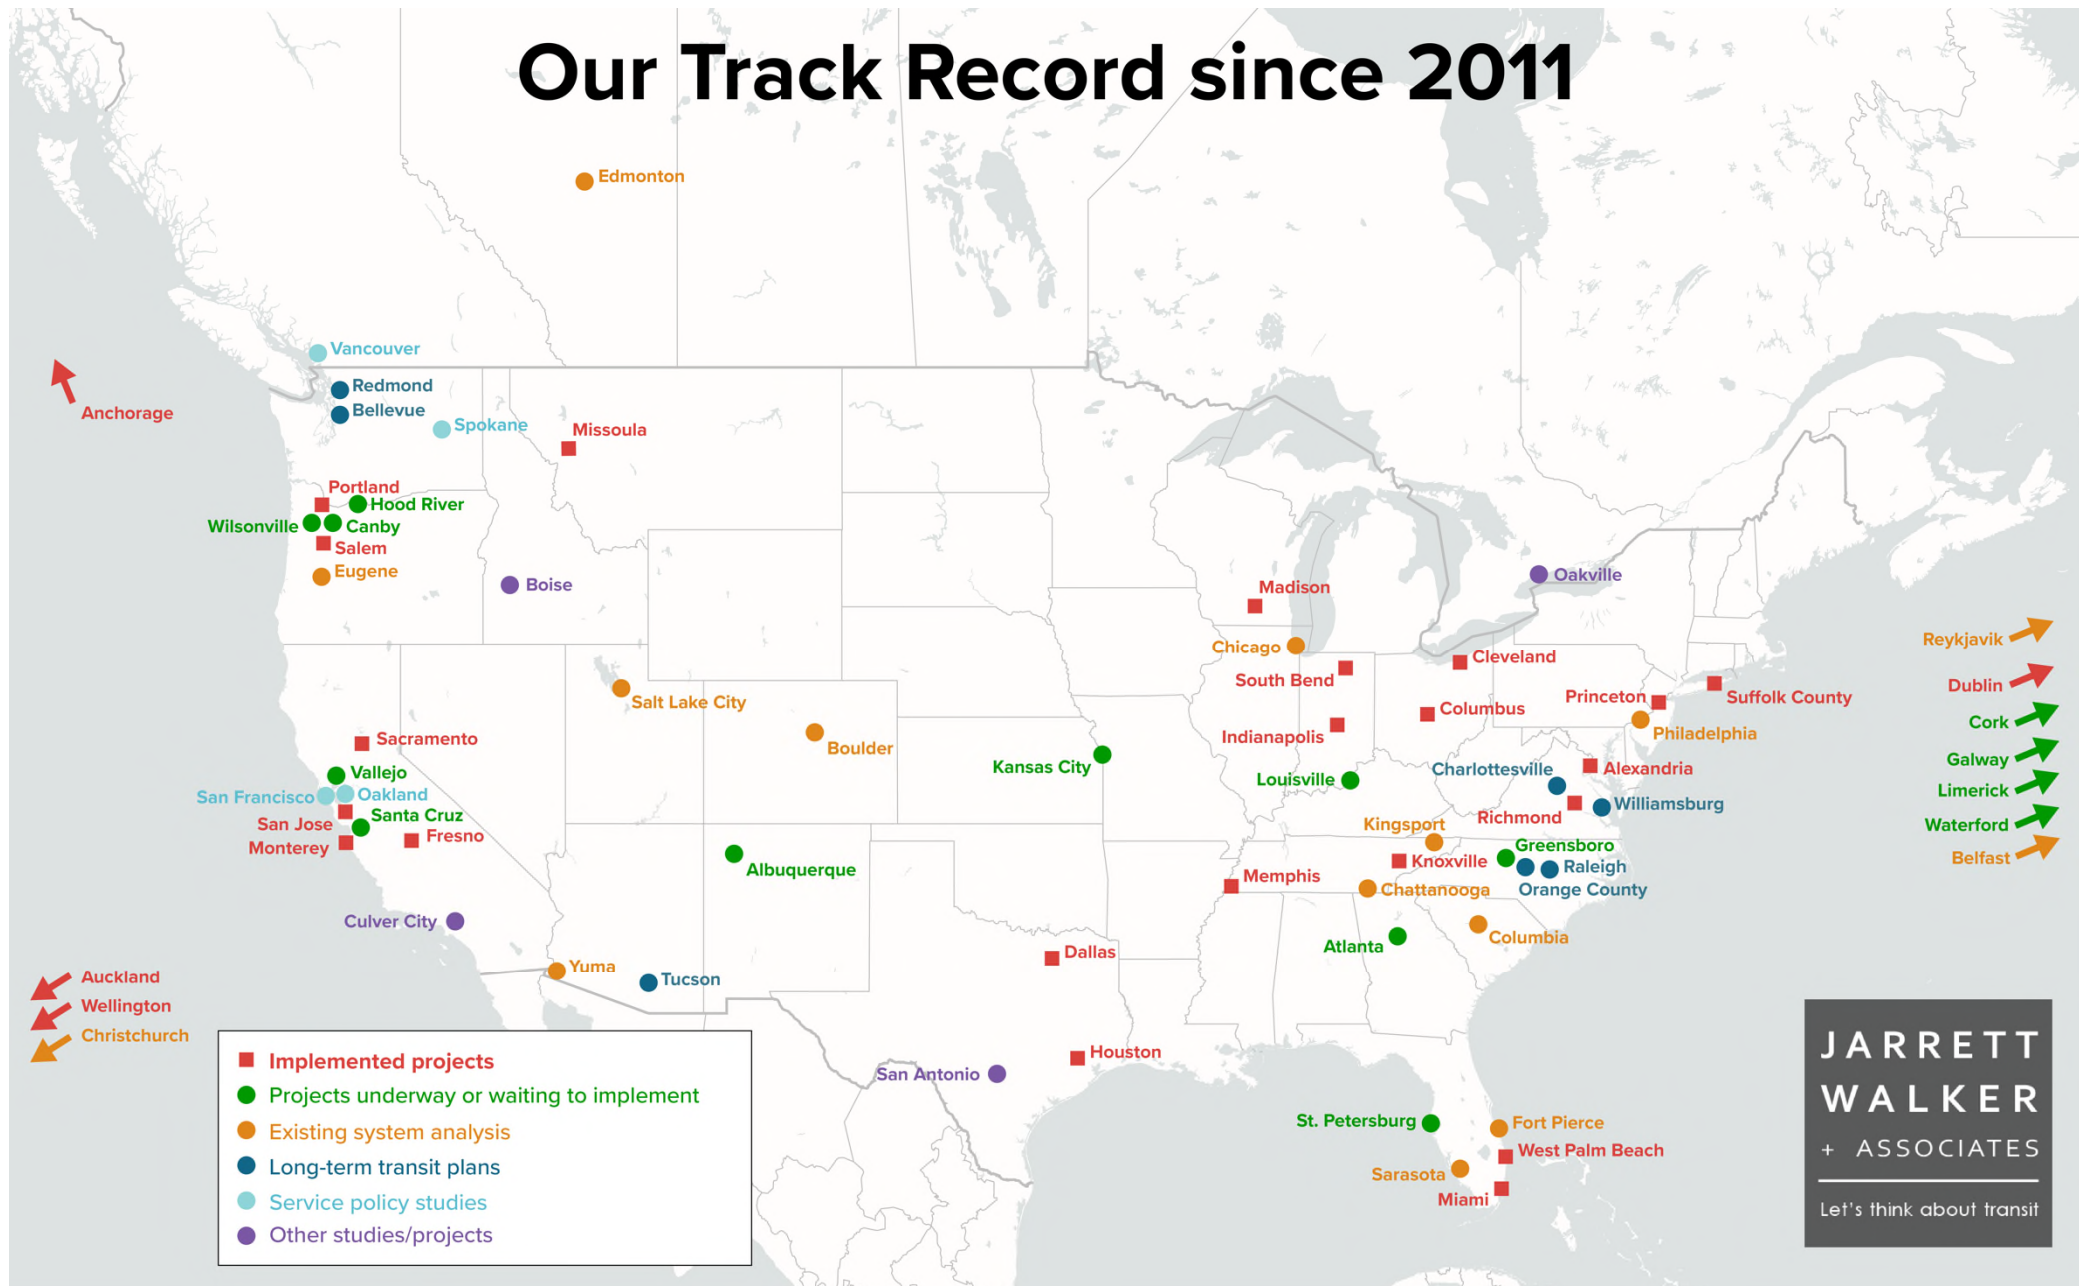 Our Track Record since 2011
Edmonton
Vancouver
Redmond
Bellevue
Spokane
Anchorage
Missoula
Portland
Hood River
Wilsonville
Canby
Salem
Eugene
Boise
Oakville
Madison
Chicago
Cleveland
South Bend
Reykjavik
Dublin
Princeton
Suffolk County
Salt Lake City
Columbus
Cork
Indianapolis
Philadelphia
Sacramento
Boulder
Galway
Kansas City
Vallejo
Louisville
Charlottesville
Alexandria
Limerick
San Francisco
Oakland
Williamsburg
Santa Cruz
San Jose
Richmond
Waterford
Kingsport
Fresno
Monterey
Greensboro
Belfast
Albuquerque
Knoxville
Raleigh
Memphis
Chattanooga
Orange County
Culver City
Columbia
Atlanta
Dallas
Yuma
Tucson
Auckland
Wellington
Christchurch
Houston
San Antonio
St. Petersburg
Fort Pierce
West Palm Beach
Sarasota
Miami
Implemented projects
Projects underway or waiting to implement
Existing system analysis
Long-term transit plans
Service policy studies
Other studies/projects
JARRETT
WALKER
+ ASSOCIATES
Let's think about transit